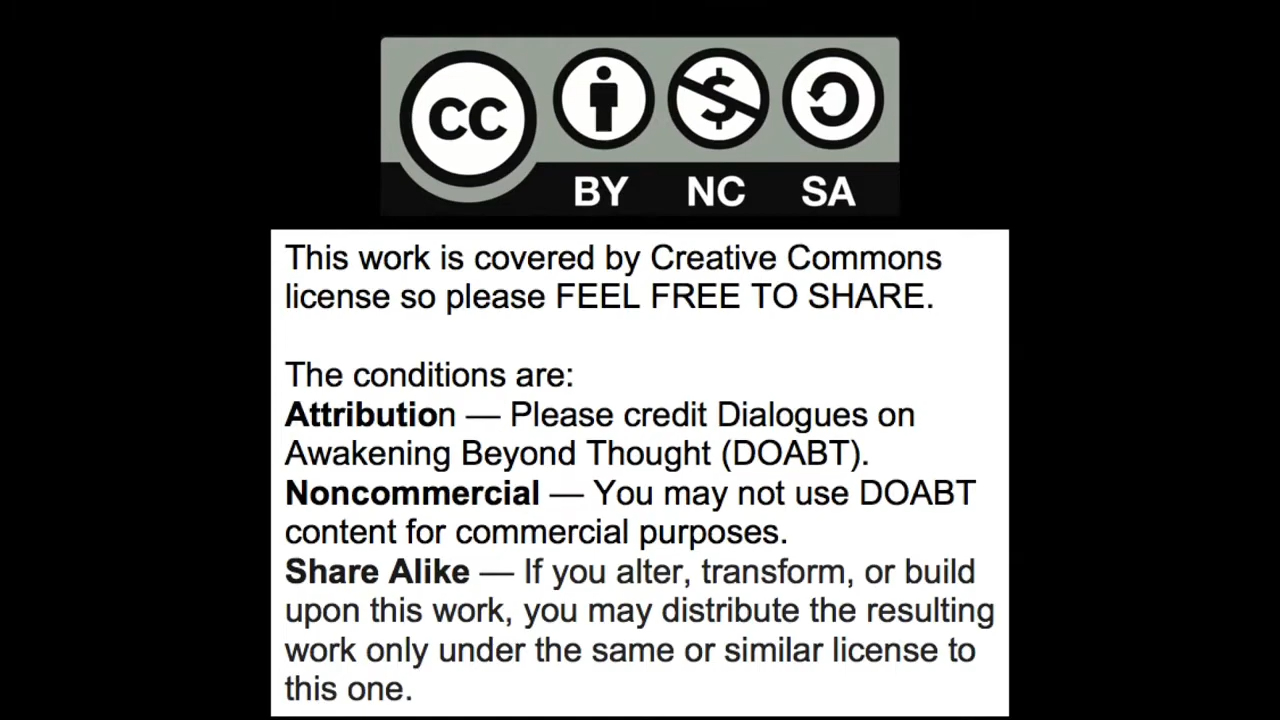 CC
BY NC SA
This work is covered by Creative Commons
license so please FEEL FREE TO SHARE.
The conditions are:
Attribution — Please credit Dialogues on
Awakening Beyond Thought (DOABT).
Noncommercial — You may not use DOABT
content for commercial purposes.
Share Alike — If you alter, transform, or build
upon this work, you may distribute the resulting
work only under the same or similar license to
this one.